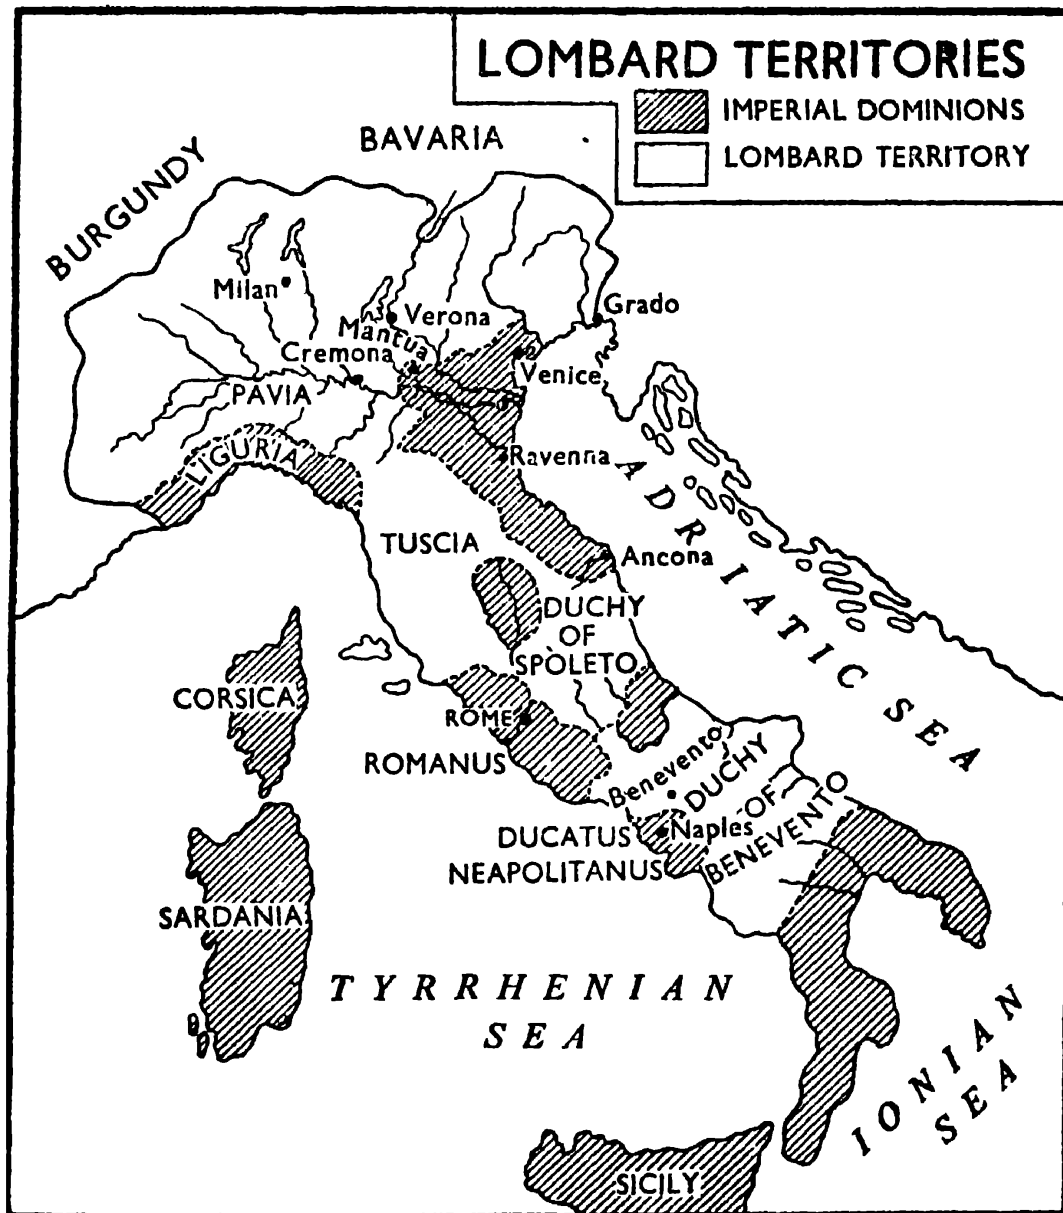 LOMBARD TERRITORIES
IMPERIAL DOMINIONS
LOMBARD TERRITORY
BAVARIA
BURGUNDY
Milan
Verona
Grado
Mantua
Cremona
Venice
PAVIA
LIGURIA
Ravenna
ADRIATIC SEA
TUSCIA
Ancona
DUCHY
OF
SPOLETO
CORSICA
ROME
ROMANUS
Benevento
DUCHY
OF
BENEVENTO
DUCATUS
NEAPOLITANUS
Naples
SARDANIA
TYRRHENIAN
SEA
IONIAN
SEA
SICILY